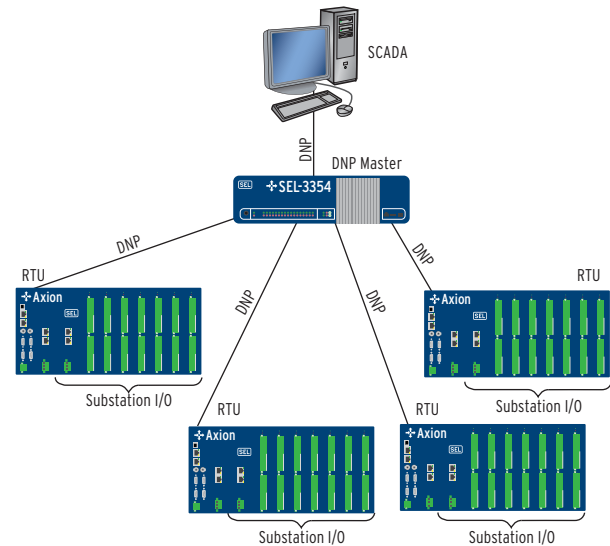 SCADA
DNP
DNP Master
SEL
SEL-3354
DNP
DNP
DNP
DNP
RTU
Axion
SEL
Substation I/O
RTU
Axion
SEL
Substation I/O
RTU
Axion
SEL
Substation I/O
RTU
Axion
SEL
Substation I/O